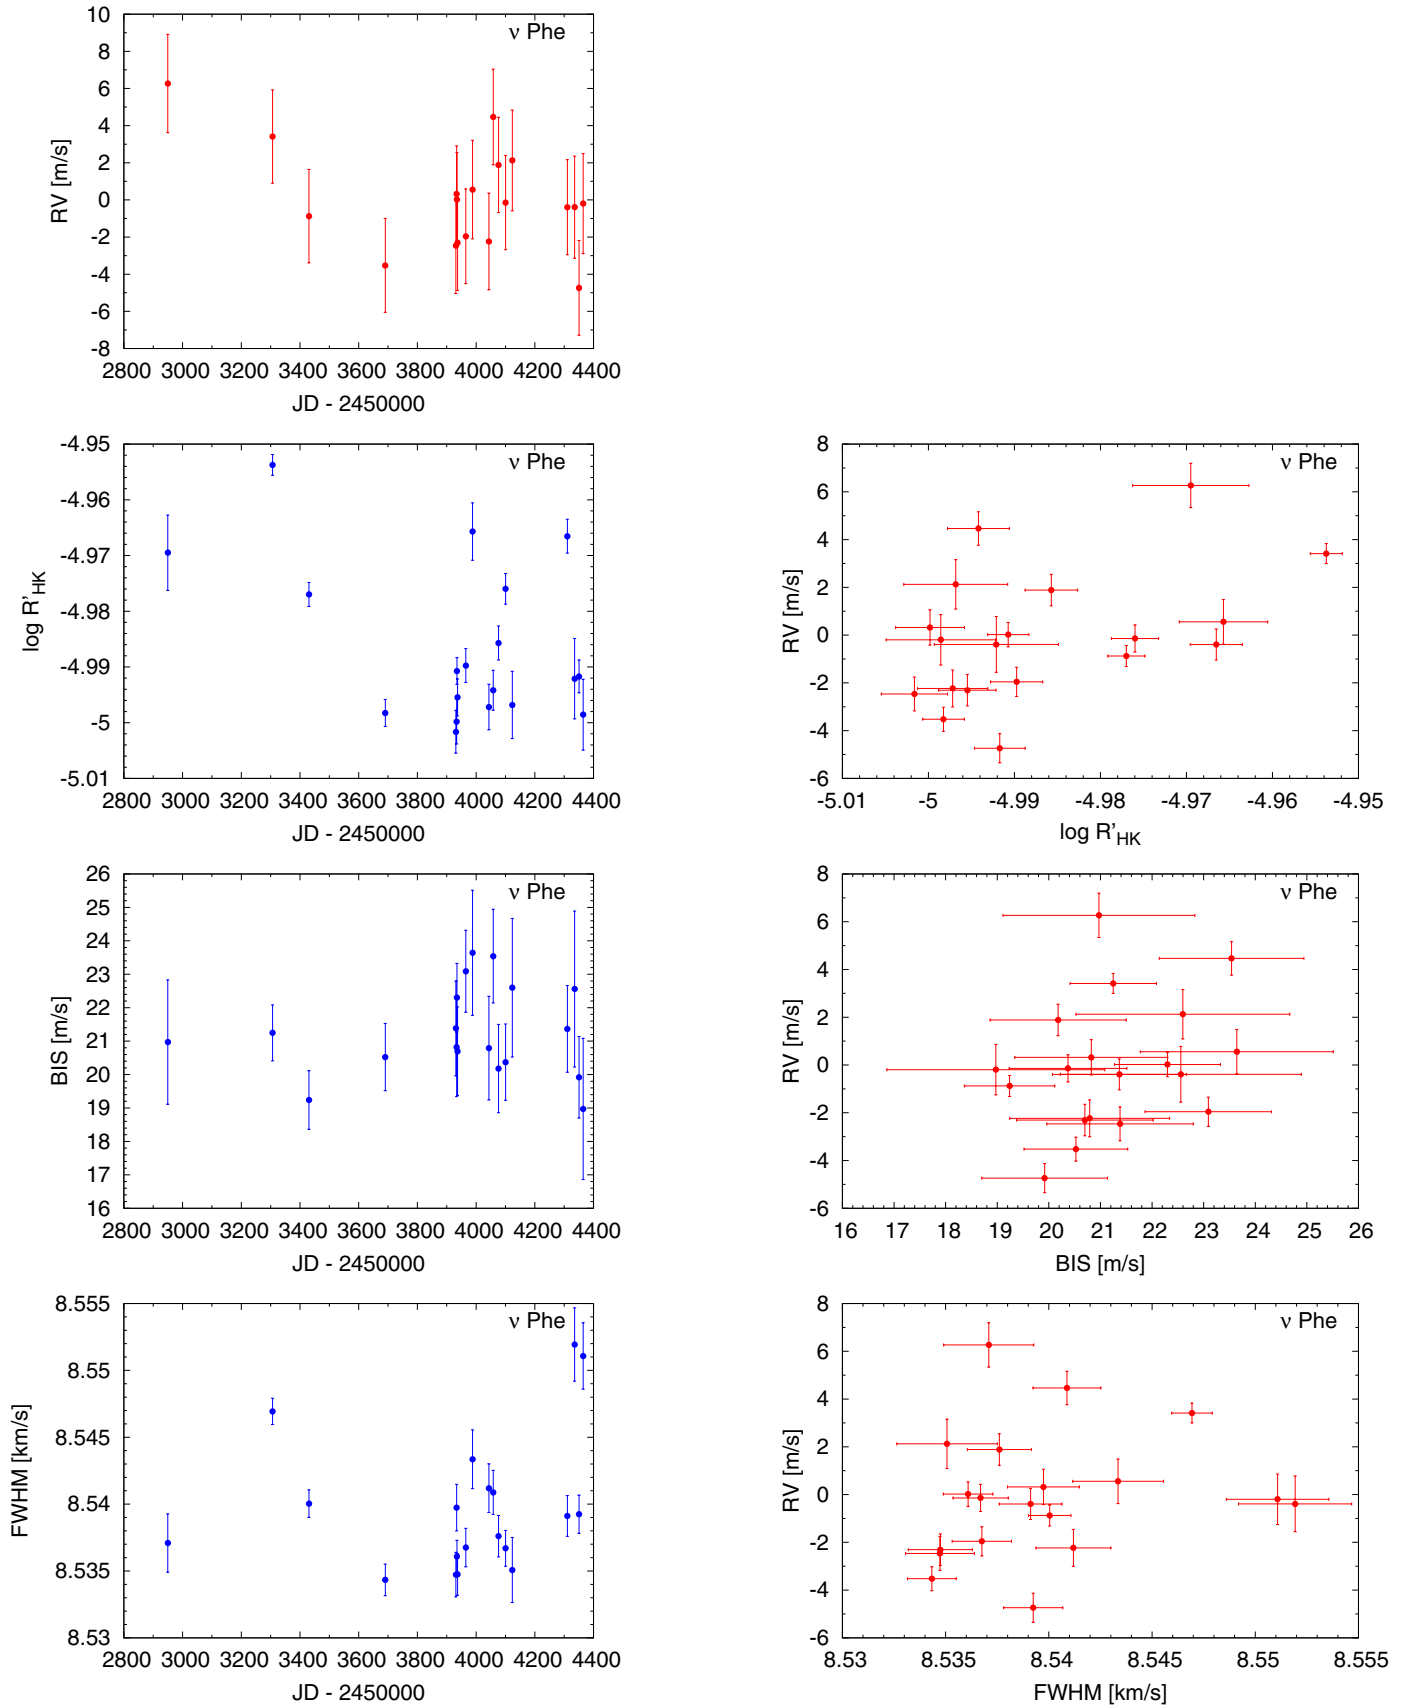 ν Phe
10
8
6
4
2
0
-2
-4
-6
-8
RV [m/s]
2800 3000 3200 3400 3600 3800 4000 4200 4400
JD - 2450000
ν Phe
-4.95
-4.96
-4.97
-4.98
-4.99
-5
-5.01
log R'HK
2800 3000 3200 3400 3600 3800 4000 4200 4400
JD - 2450000
ν Phe
8
6
4
2
0
-2
-4
-6
RV [m/s]
-5.01 -5 -4.99 -4.98 -4.97 -4.96 -4.95
log R'HK
ν Phe
26
25
24
23
22
21
20
19
18
17
16
BIS [m/s]
2800 3000 3200 3400 3600 3800 4000 4200 4400
JD - 2450000
ν Phe
8
6
4
2
0
-2
-4
-6
RV [m/s]
16 17 18 19 20 21 22 23 24 25 26
BIS [m/s]
ν Phe
8.555
8.55
8.545
8.54
8.535
8.53
FWHM [km/s]
2800 3000 3200 3400 3600 3800 4000 4200 4400
JD - 2450000
ν Phe
8
6
4
2
0
-2
-4
-6
RV [m/s]
8.53 8.535 8.54 8.545 8.55 8.555
FWHM [km/s]